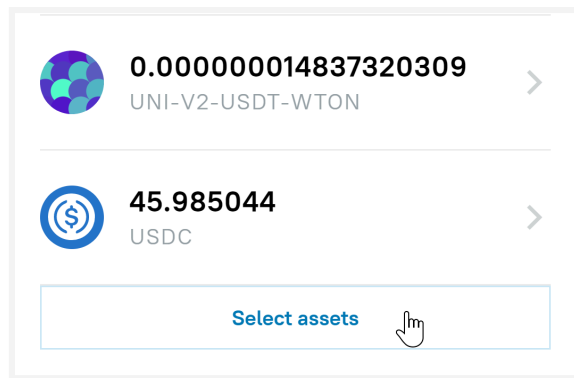 0.000000014837320309
UNI-V2-USDT-WTON
45.985044
USDC
Select assets